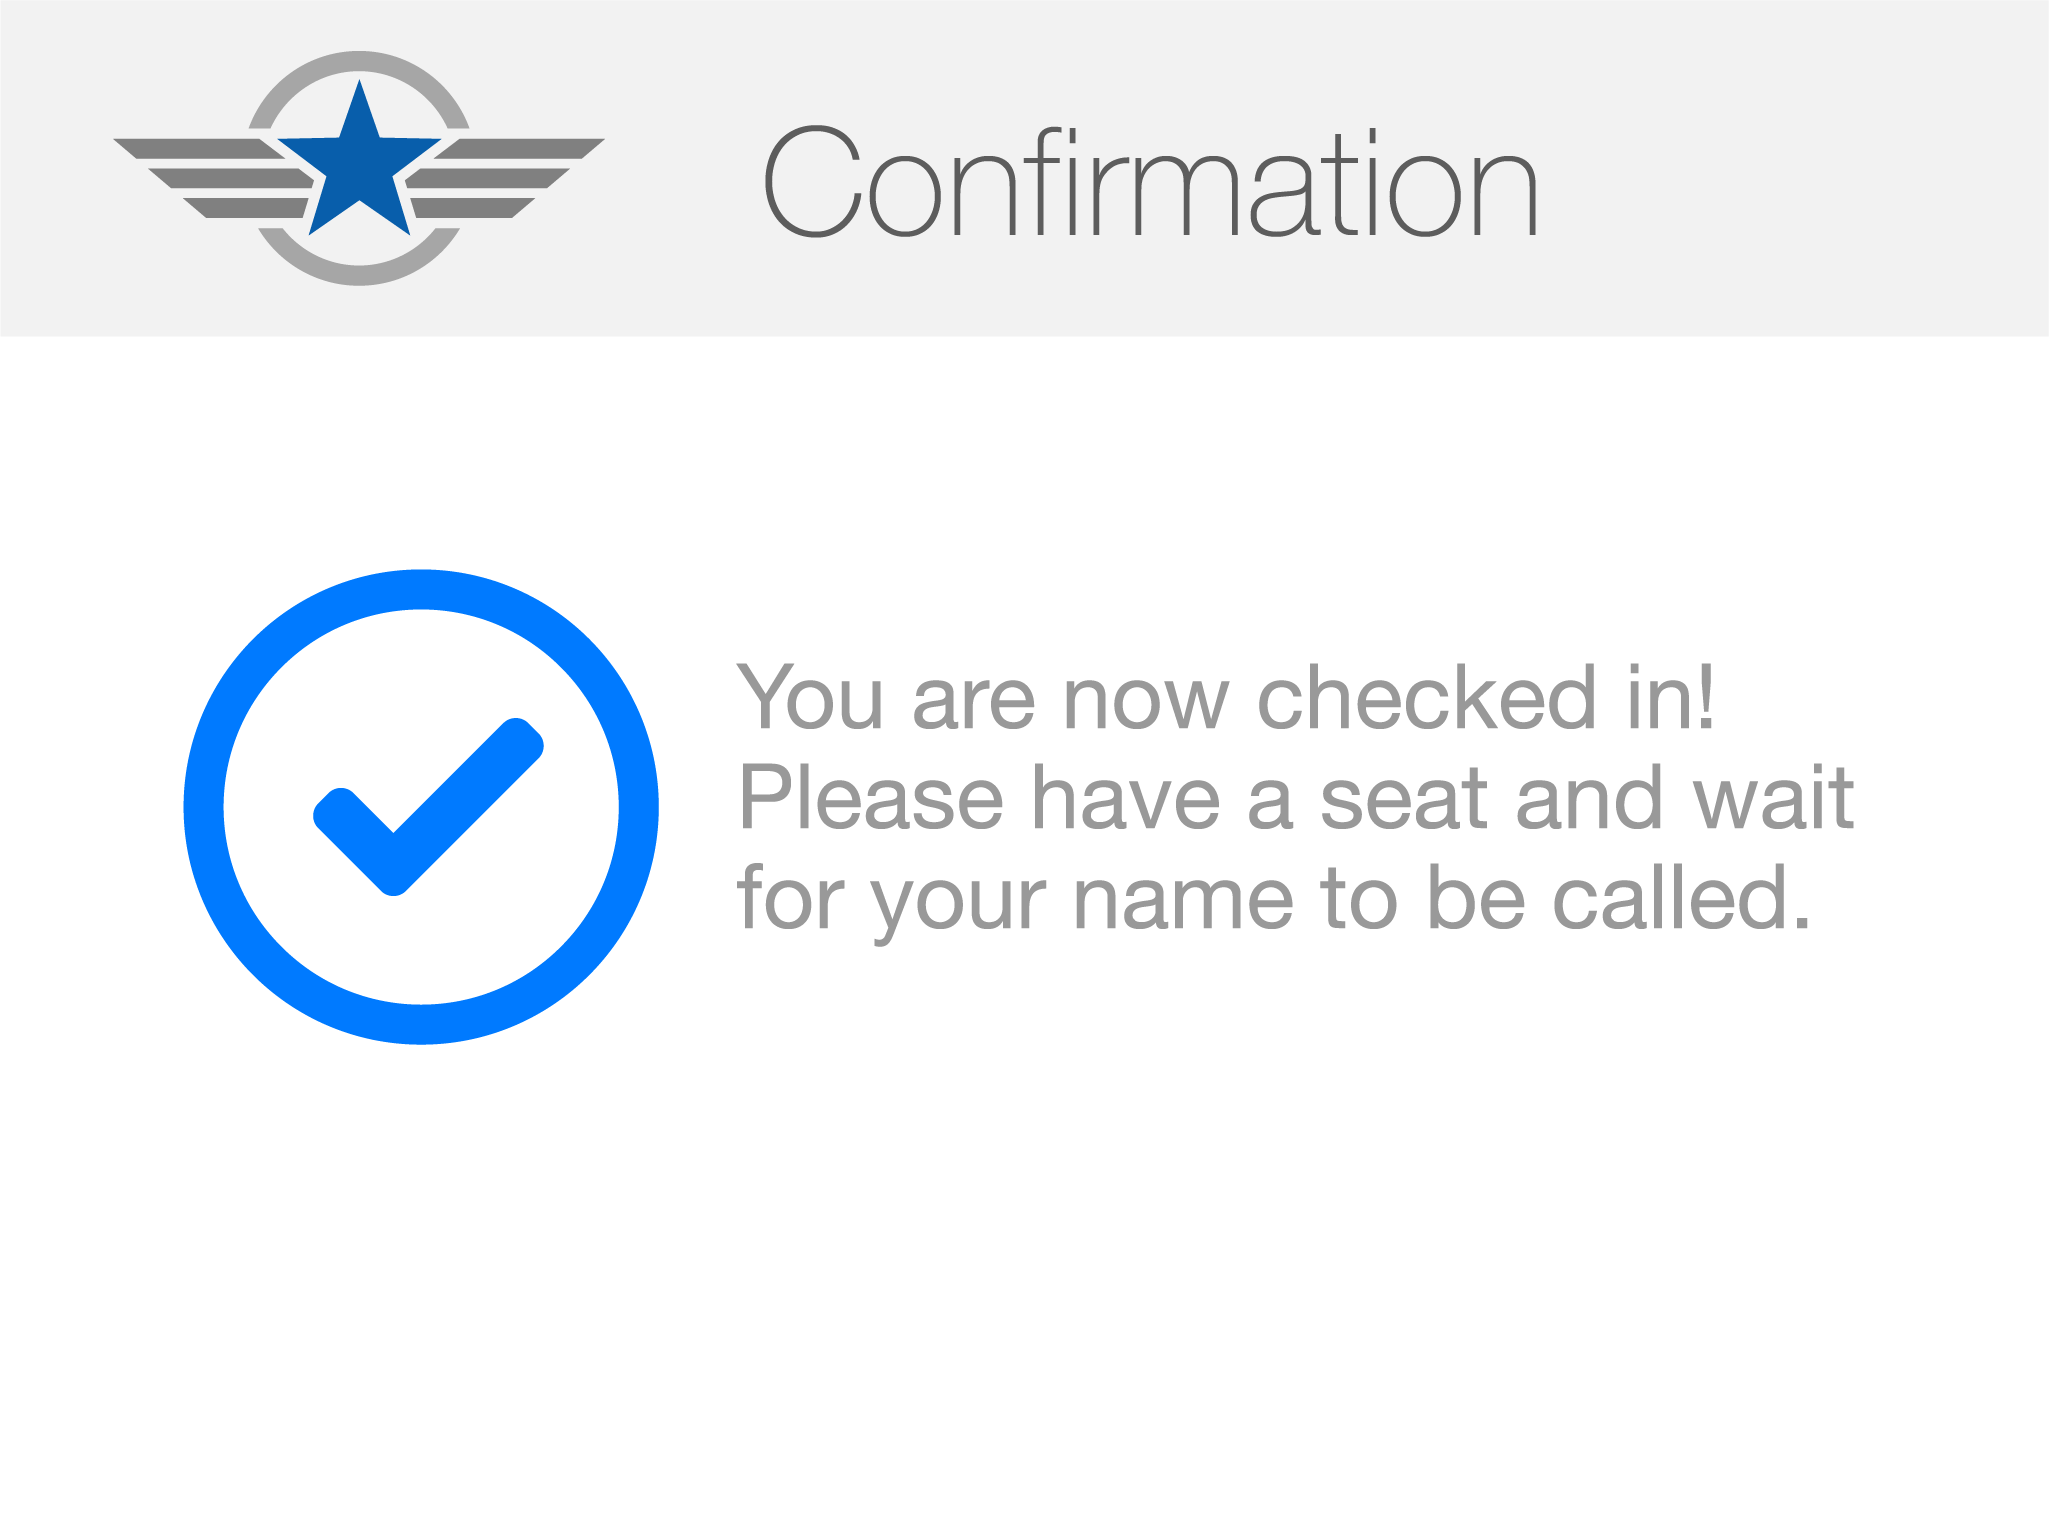 Confirmation
You are now checked in!
Please have a seat and wait
for your name to be called.